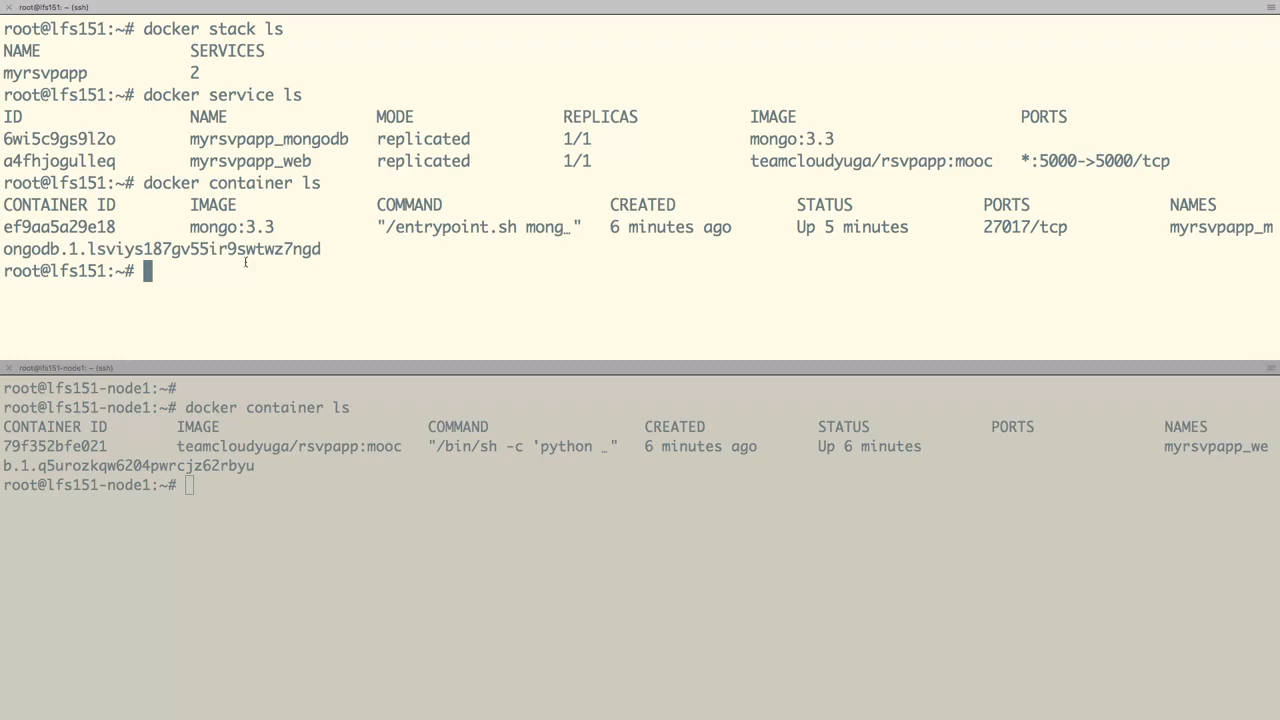 root@lfs151: ~ (ssh)
root@lfs151:~# docker stack ls
NAME SERVICES
myrsvpapp 2
root@lfs151:~# docker service ls
ID NAME MODE REPLICAS IMAGE PORTS
6wi5c9gs9l2o myrsvpapp_mongodb replicated 1/1 mongo:3.3
a4fhjogulleq myrsvpapp_web replicated 1/1 teamcloudyuga/rsvpapp:mooc *:5000->5000/tcp
root@lfs151:~# docker container ls
CONTAINER ID IMAGE COMMAND CREATED STATUS PORTS NAMES
ef9aa5a29e18 mongo:3.3 "/entrypoint.sh mong…" 6 minutes ago Up 5 minutes 27017/tcp myrsvpapp_m
ongodb.1.lsviys187gv55ir9swtwz7ngd
root@lfs151:~#
root@lfs151-node1: ~ (ssh)
root@lfs151-node1:~#
root@lfs151-node1:~# docker container ls
CONTAINER ID IMAGE COMMAND CREATED STATUS PORTS NAMES
79f352bfe021 teamcloudyuga/rsvpapp:mooc "/bin/sh -c 'python …" 6 minutes ago Up 6 minutes myrsvpapp_we
b.1.q5urozkqw6204pwrcjz62rbyu
root@lfs151-node1:~#